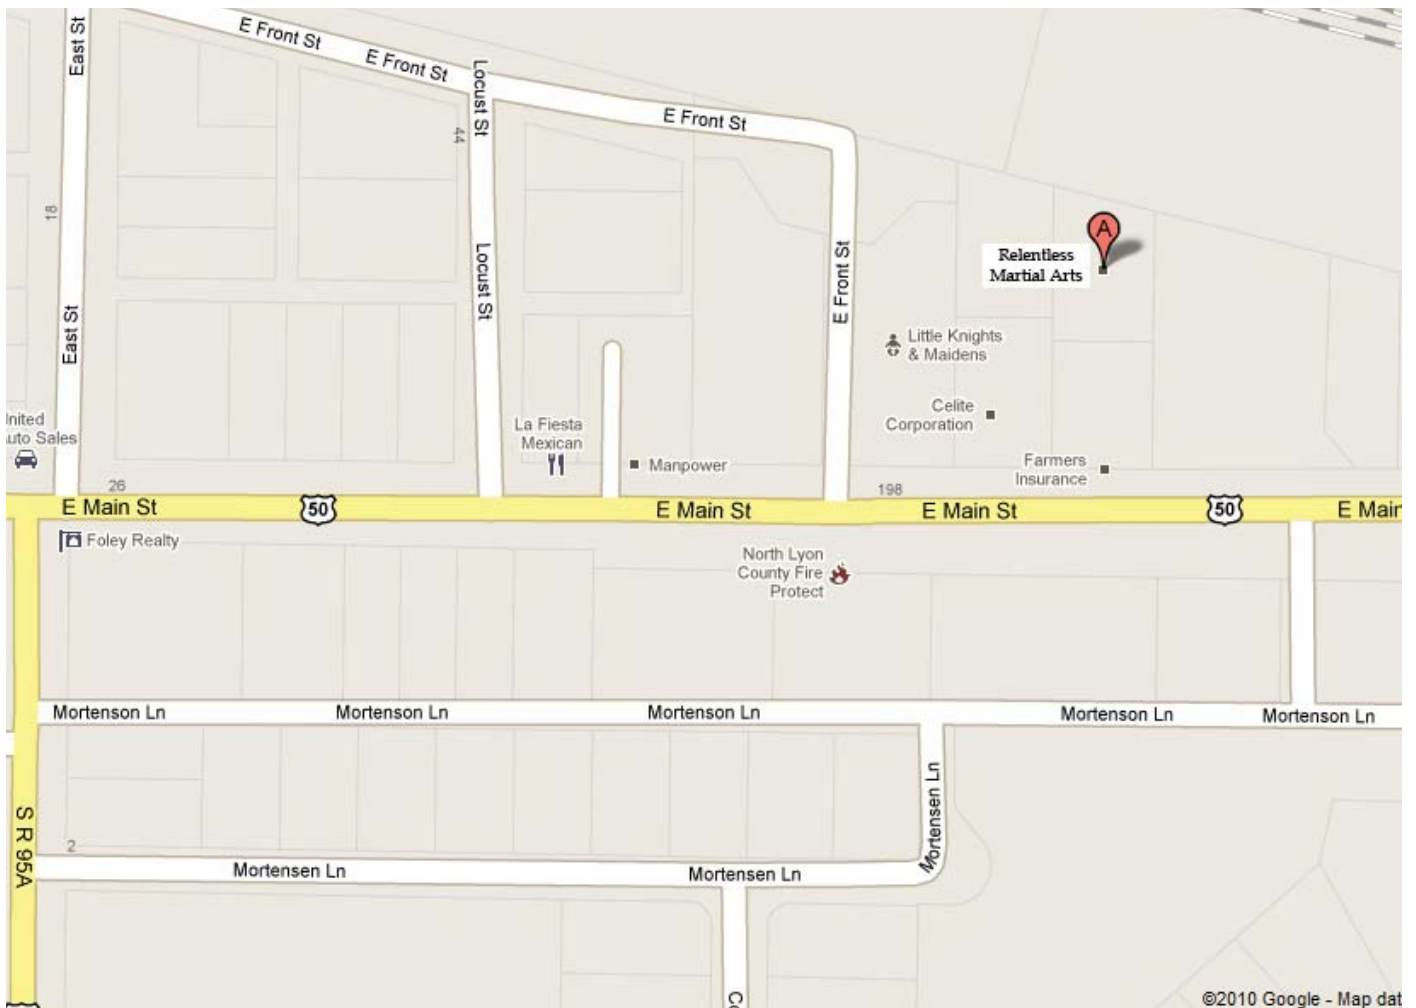 East St
E Front St
E Front St
Locust St
E Front St
44
18
A
Relentless
Martial Arts
Locust St
E Front St
East St
Little Knights
& Maidens
Celite
Corporation
La Fiesta
Mexican
Manpower
Farmers
Insurance
Auto Sales
26
198
E Main St
50
E Main St
E Main St
50
E Main
Foley Realty
North Lyon
County Fire
Protect
Mortenson Ln
Mortenson Ln
Mortenson Ln
Mortenson Ln
Mortenson Ln
Mortensen Ln
S R 95A
2
Mortensen Ln
Mortensen Ln
©2010 Google - Map dat